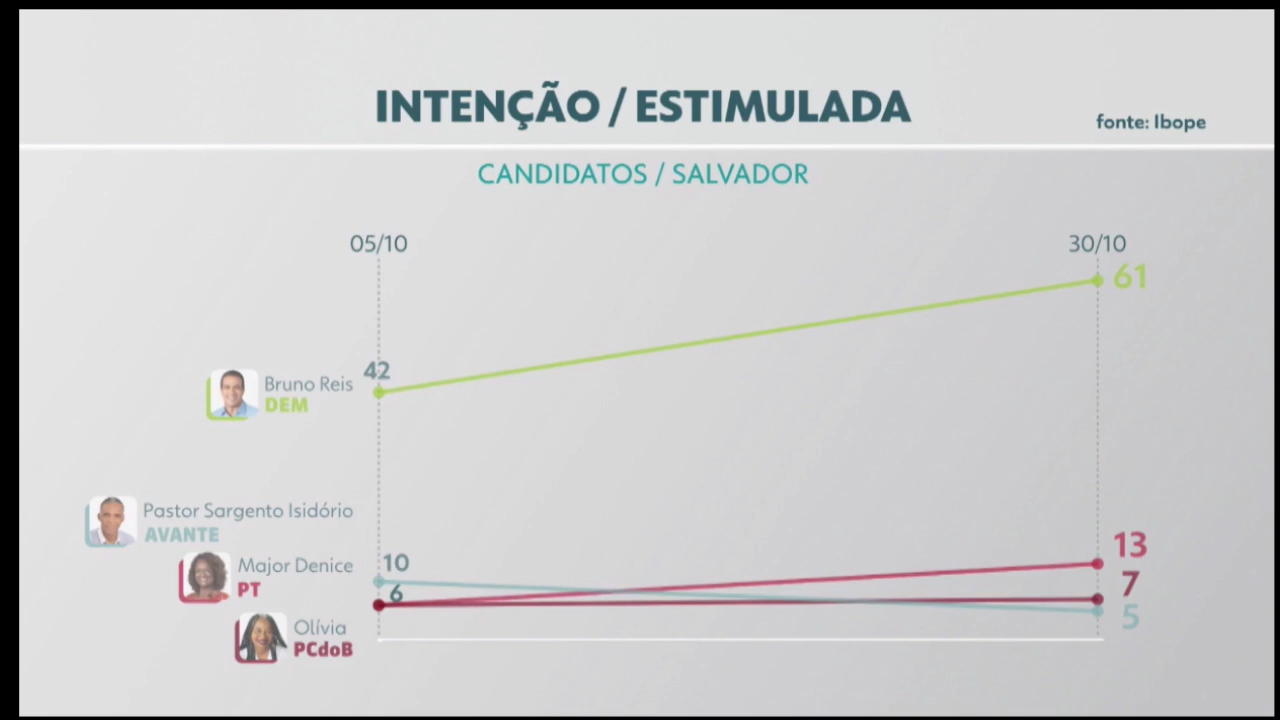 INTENÇÃO / ESTIMULADA
fonte: Ibope
CANDIDATOS / SALVADOR
05/10
30/10
61
42
Bruno Reis
DEM
Pastor Sargento Isidório
AVANTE
10
13
Major Denice
PT
6
7
5
Olívia
PCdoB